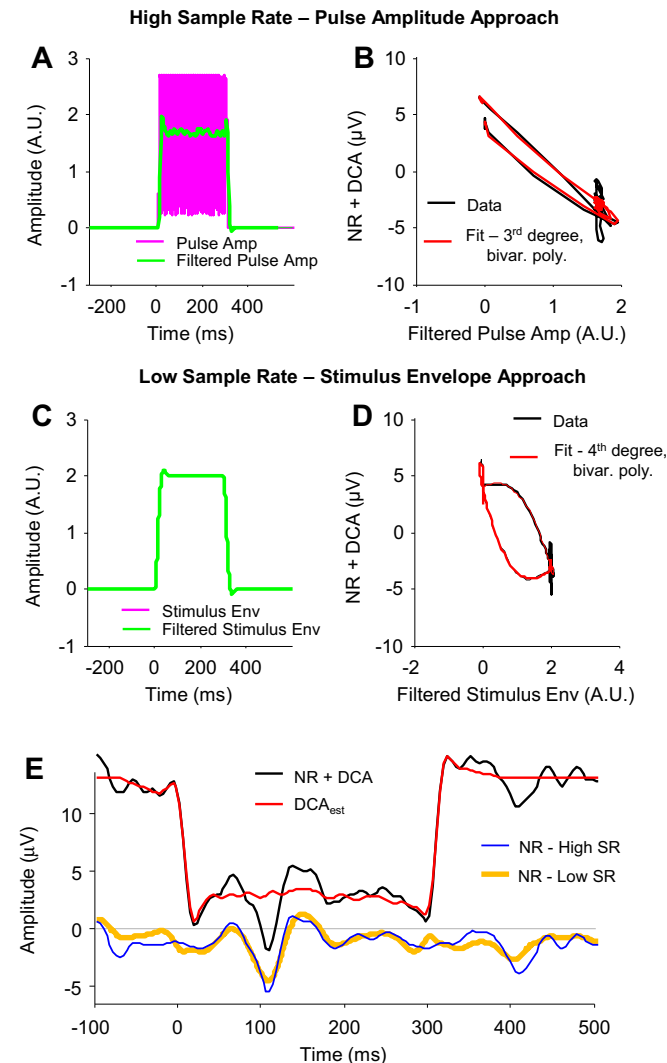 High Sample Rate – Pulse Amplitude Approach
A
3
2
1
0
-1
Amplitude (A.U.)
Pulse Amp
Filtered Pulse Amp
-200 0 200 400
Time (ms)
B
10
5
0
-5
-10
NR + DCA (µV)
Data
Fit – 3rd degree,
bivar. poly.
-1 0 1 2
Filtered Pulse Amp (A.U.)
Low Sample Rate – Stimulus Envelope Approach
C
3
2
1
0
-1
Amplitude (A.U.)
Stimulus Env
Filtered Stimulus Env
-200 0 200 400
Time (ms)
D
10
5
0
-5
-10
NR + DCA (µV)
Data
Fit - 4th degree,
bivar. poly.
-2 0 2 4
Filtered Stimulus Env (A.U.)
E
10
5
0
-5
Amplitude (µV)
NR + DCA
DCAest
NR - High SR
NR - Low SR
-100 0 100 200 300 400 500
Time (ms)